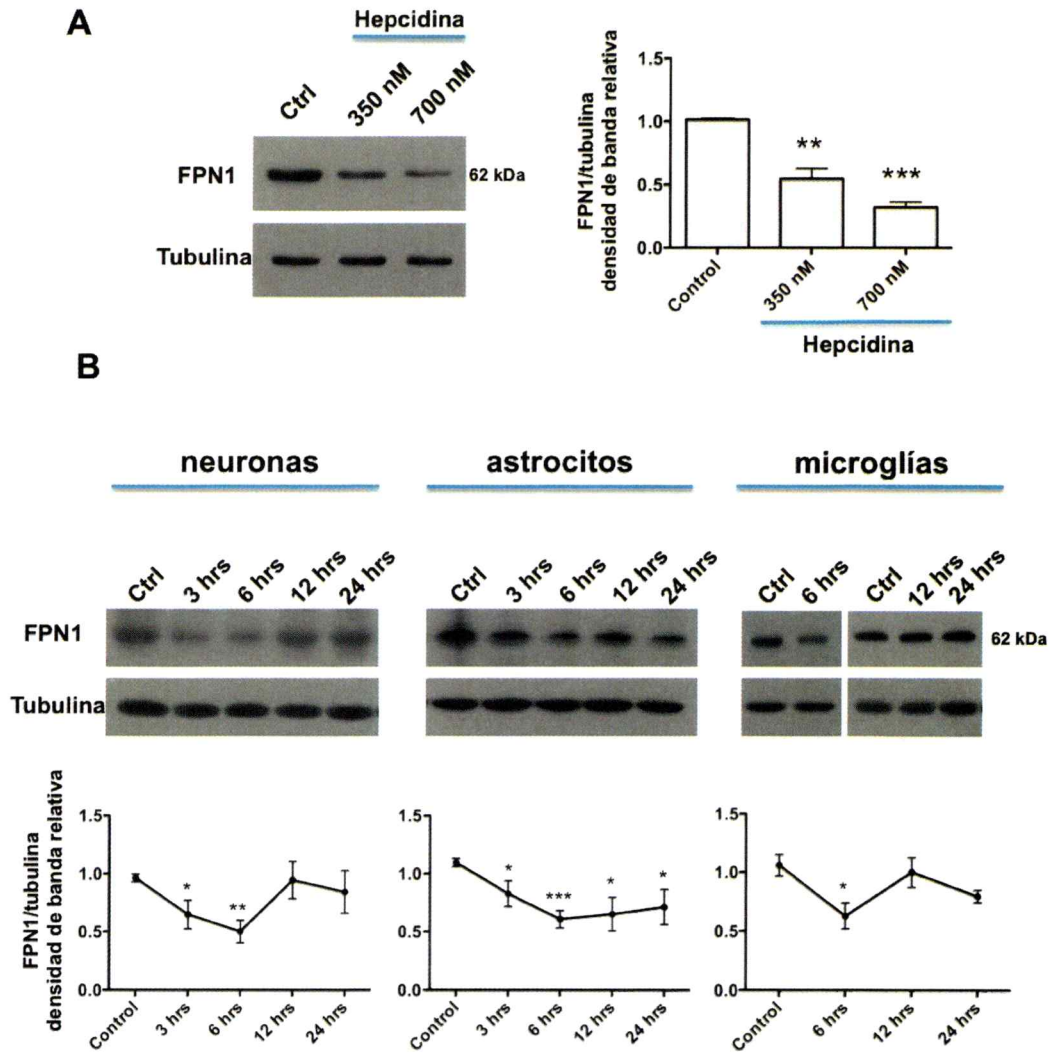 A
Hepcidina
Ctrl
350 nM
700 nM
FPN1
62 kDa
Tubulina
FPN1/tubulina
densidad de banda relativa
1.5
1.0
0.5
0.0
**
***
Control
350 nM
700 nM
Hepcidina
B
neuronas
astrocitos
microglías
Ctrl
3 hrs
6 hrs
12 hrs
24 hrs
Ctrl
3 hrs
6 hrs
12 hrs
24 hrs
Ctrl
6 hrs
Ctrl
12 hrs
24 hrs
FPN1
62 kDa
Tubulina
FPN1/tubulina
densidad de banda relativa
1.5
1.0
0.5
0.0
*
**
Control
3 hrs
6 hrs
12 hrs
24 hrs
1.5
1.0
0.5
0.0
*
***
*
*
Control
3 hrs
6 hrs
12 hrs
24 hrs
1.5
1.0
0.5
0.0
*
Control
6 hrs
12 hrs
24 hrs